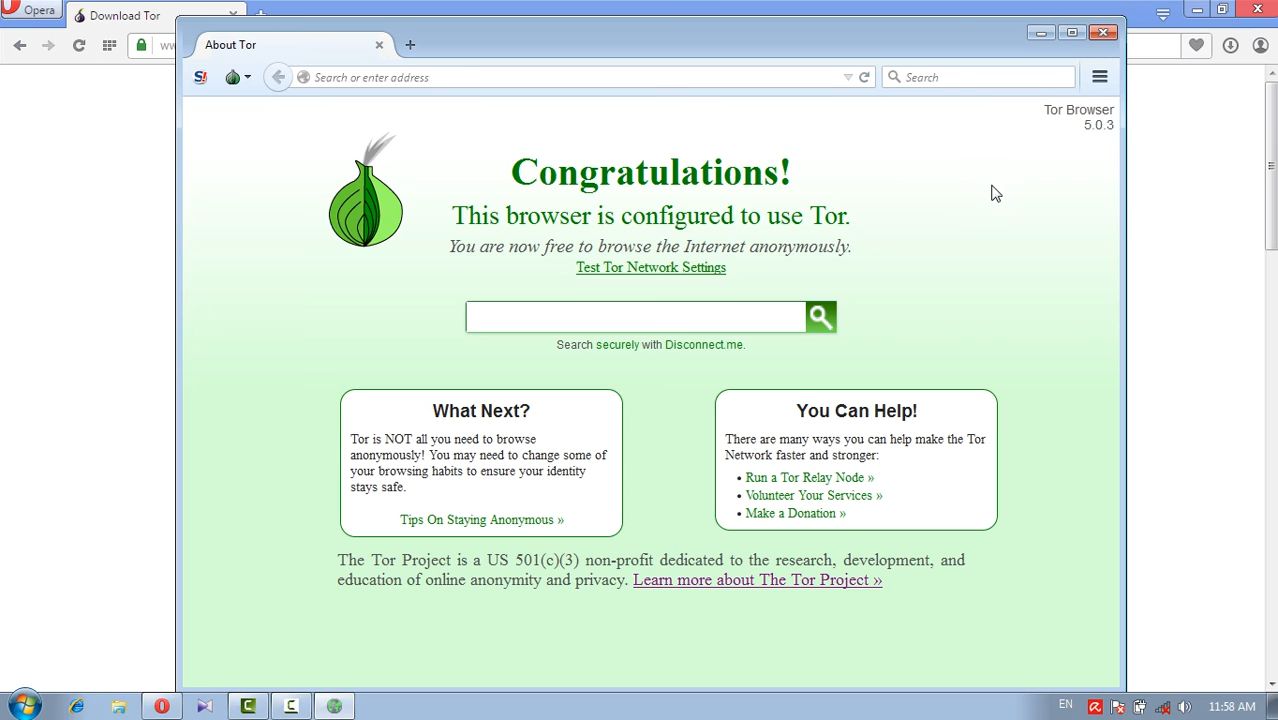 Opera
Download Tor
ww
About Tor
S!
Search or enter address
Search
Tor Browser
5.0.3
Congratulations!
This browser is configured to use Tor.
You are now free to browse the Internet anonymously.
Test Tor Network Settings
Search securely with Disconnect.me.
What Next?
Tor is NOT all you need to browse
anonymously! You may need to change some of
your browsing habits to ensure your identity
stays safe.
Tips On Staying Anonymous »
You Can Help!
There are many ways you can help make the Tor
Network faster and stronger:
• Run a Tor Relay Node »
• Volunteer Your Services »
• Make a Donation »
The Tor Project is a US 501(c)(3) non-profit dedicated to the research, development, and
education of online anonymity and privacy. Learn more about The Tor Project »
EN
11:58 AM